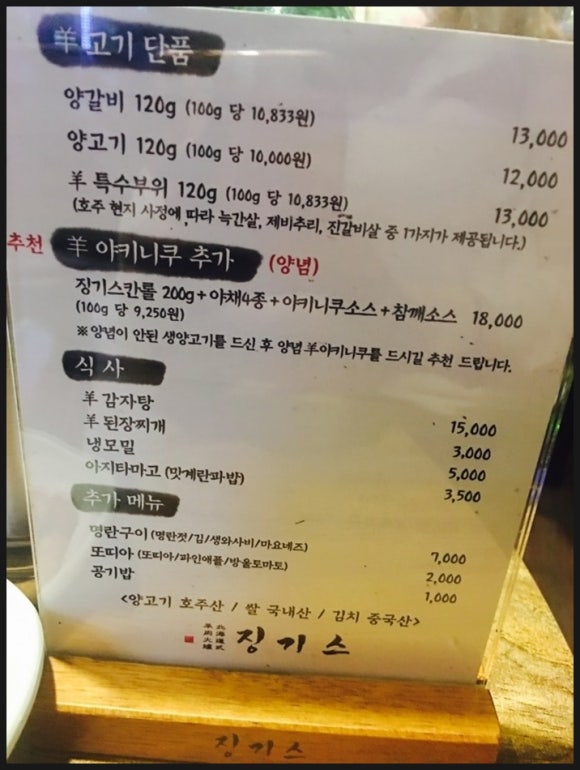 羊 고기 단품
양갈비 120g (100g 당 10,833원) 13,000
양고기 120g (100g 당 10,000원) 12,000
羊 특수부위 120g (100g 당 10,833원) 13,000
(호주 현지 사정에 따라 늑간살, 제비추리, 진갈비살 중 1가지가 제공됩니다.)
추천 羊 야키니쿠 추가 (양념)
징기스칸롤 200g + 야채4종 + 야키니쿠소스 + 참깨소스 18,000
(100g 당 9,250원)
※ 양념이 안된 생양고기를 드신 후 양념 羊야키니쿠를 드시길 추천 드립니다.
식사
羊 감자탕 15,000
羊 된장찌개 3,000
냉모밀 5,000
아지타마고 (맛계란파밥) 3,500
추가 메뉴
명란구이 (명란젓/김/생와사비/마요네즈) 7,000
또띠아 (또띠아/파인애플/방울토마토) 2,000
공기밥 1,000
<양고기 호주산 / 쌀 국내산 / 김치 중국산>
北海道式
羊肉火爐
징기스
징기스